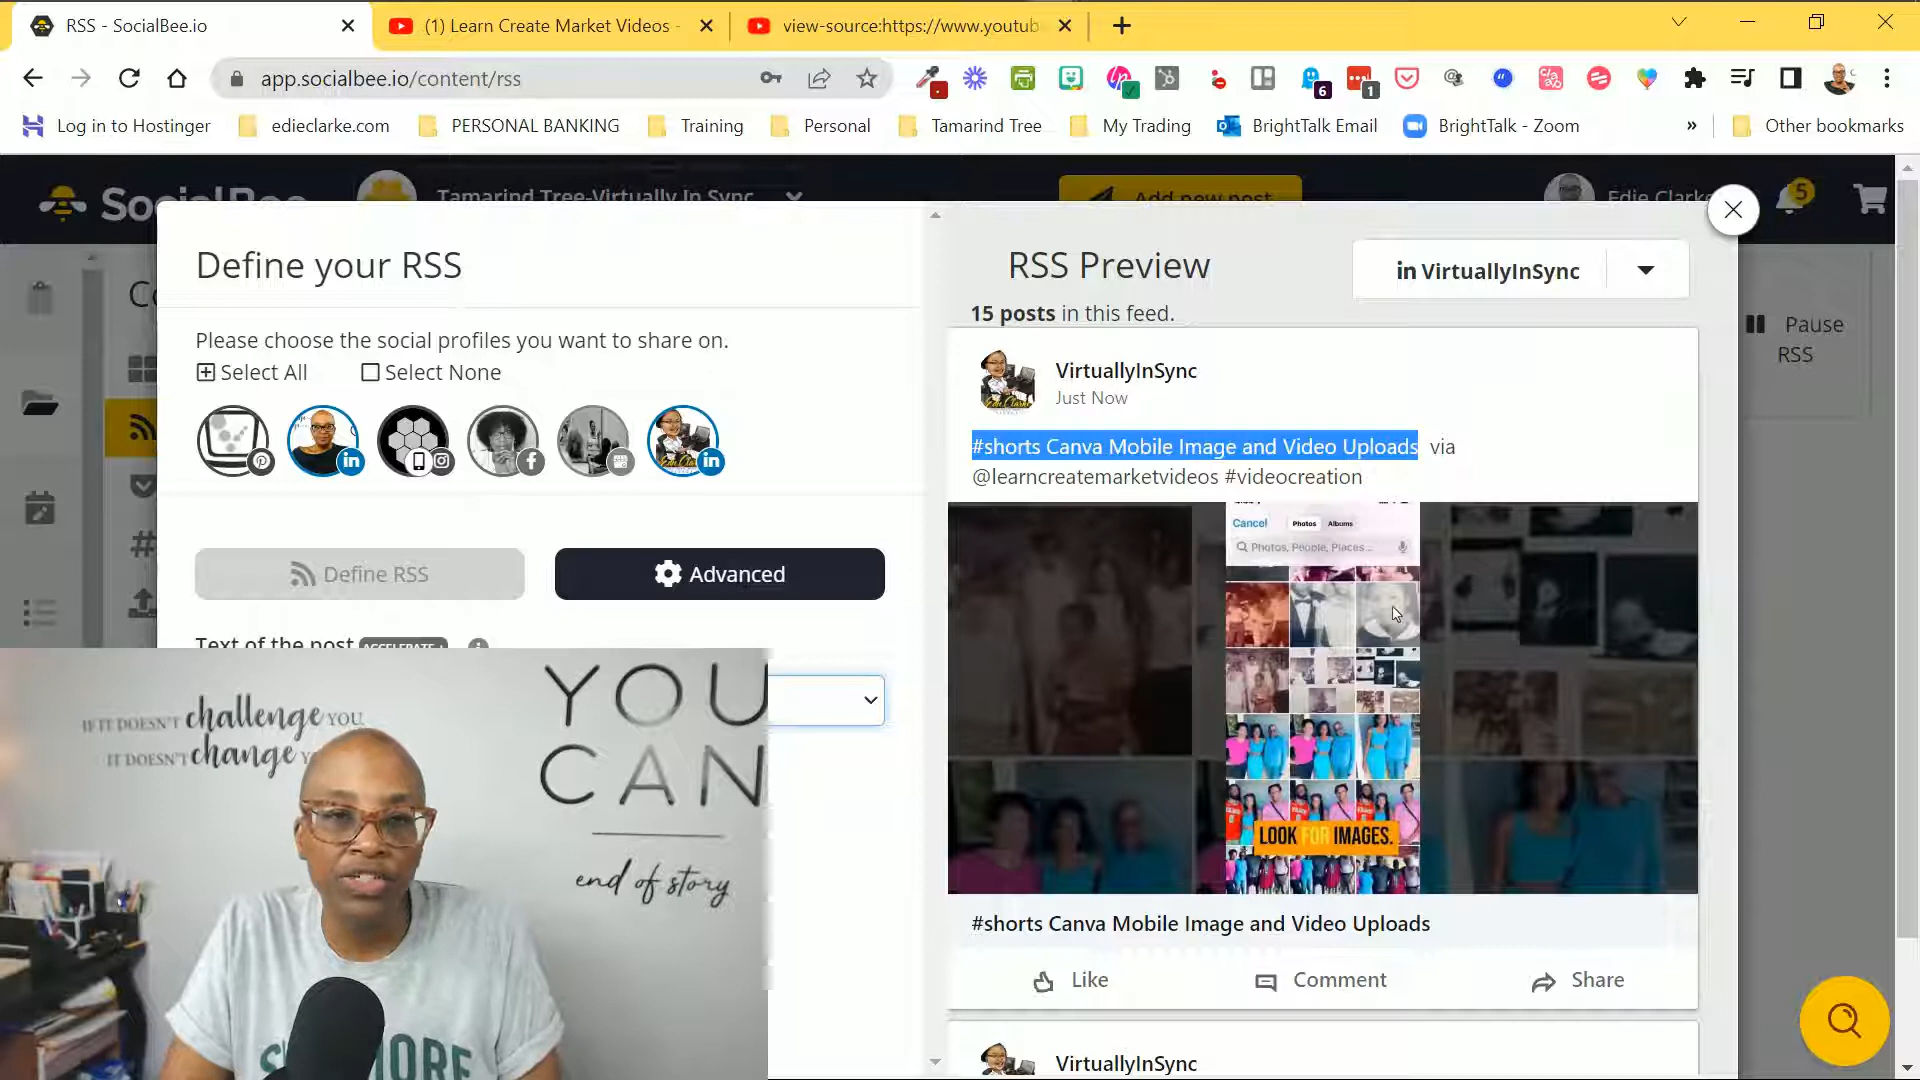 RSS - SocialBee.io
(1) Learn Create Market Videos -
view-source:https://www.youtub
app.socialbee.io/content/rss
6
1
Log in to Hostinger
edieclarke.com
PERSONAL BANKING
Training
Personal
Tamarind Tree
My Trading
BrightTalk Email
BrightTalk - Zoom
»
Other bookmarks
SocialBee
Tamarind Tree-Virtually In Sync
Add new post
Edie Clarke
5
Define your RSS
RSS Preview
in VirtuallyInSync
15 posts in this feed.
Please choose the social profiles you want to share on.
Select All
Select None
Pause
RSS
VirtuallyInSync
Just Now
#shorts Canva Mobile Image and Video Uploads via
@learncreatemarketvideos #videocreation
Define RSS
Advanced
Cancel
Photos
Albums
Photos, People, Places...
Text of the post
IF IT DOESN'T challenge YOU,
IT DOESN'T change
YOU
CAN
end of story
LOOK FOR IMAGES.
#shorts Canva Mobile Image and Video Uploads
Like
Comment
Share
VirtuallyInSync